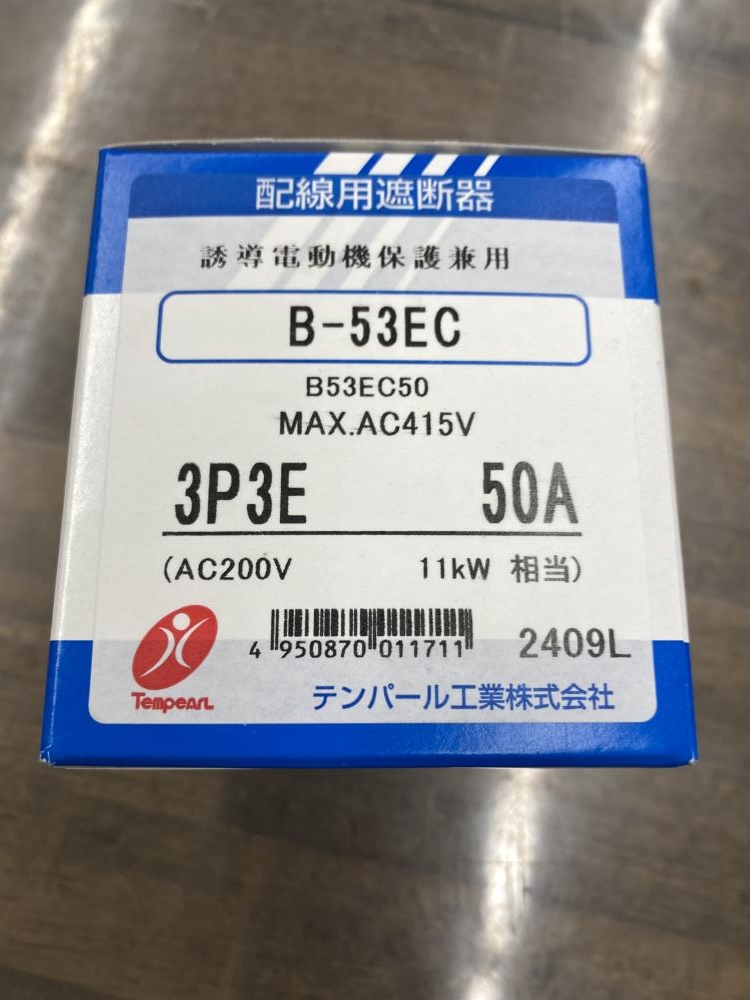 配線用遮断器
誘導電動機保護兼用
B-53EC
B53EC50
MAX.AC415V
3P3E 50A
(AC200V 11kW 相当)
4 950870 011711 2409L
Tempearl テンパール工業株式会社